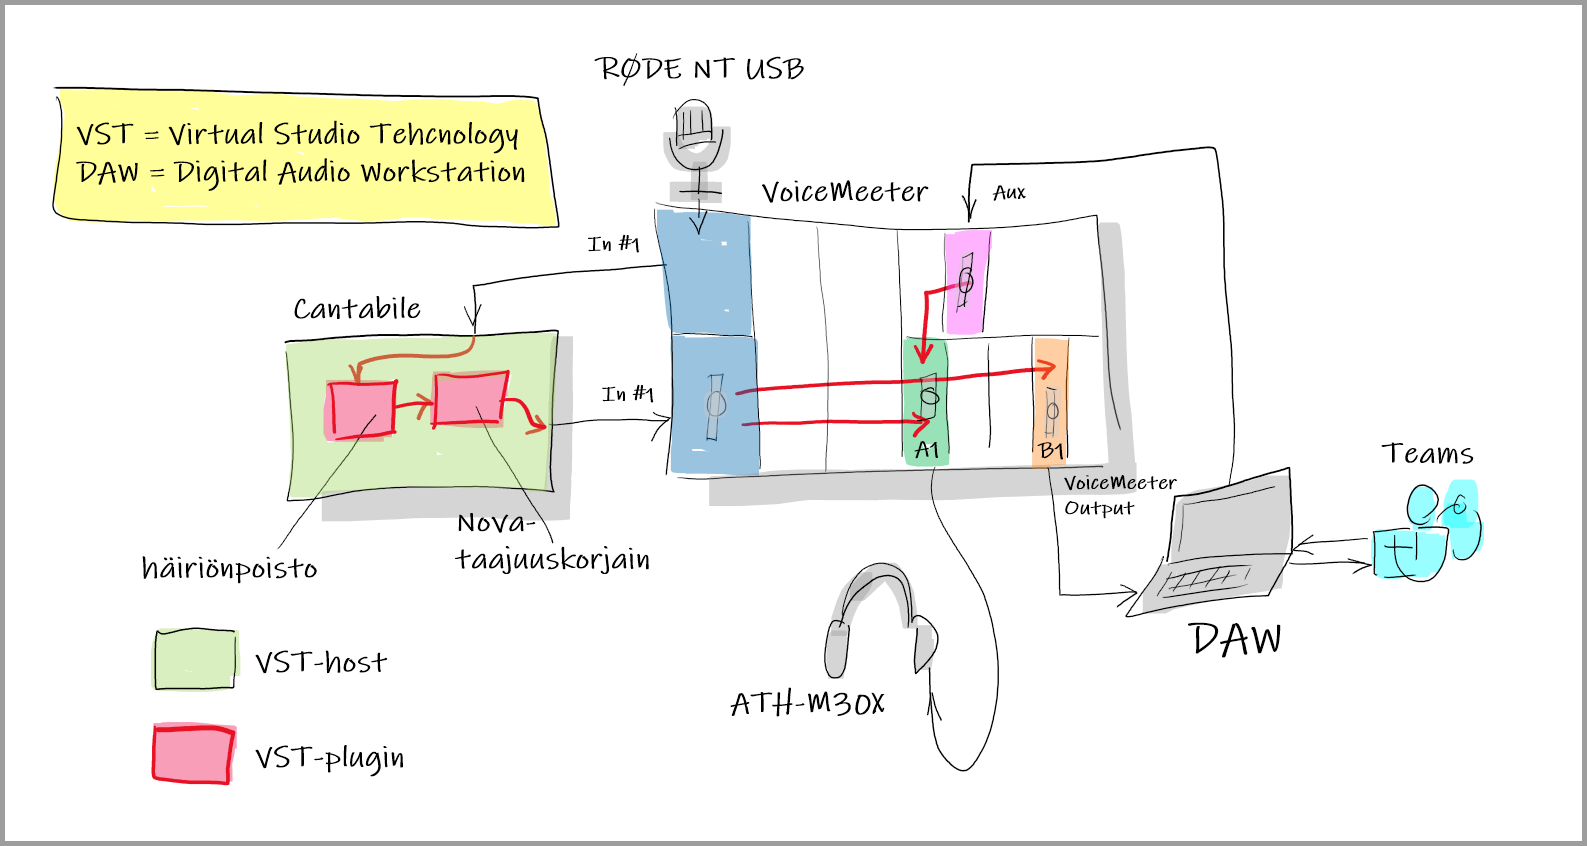 RØDE NT USB
VST = Virtual Studio Tehcnology
DAW = Digital Audio Workstation
VoiceMeeter
Aux
In #1
Cantabile
In #1
A1
B1
VoiceMeeter
Output
Teams
Nova-
taajuuskorjain
häiriönpoisto
DAW
VST-host
ATH-M30X
VST-plugin